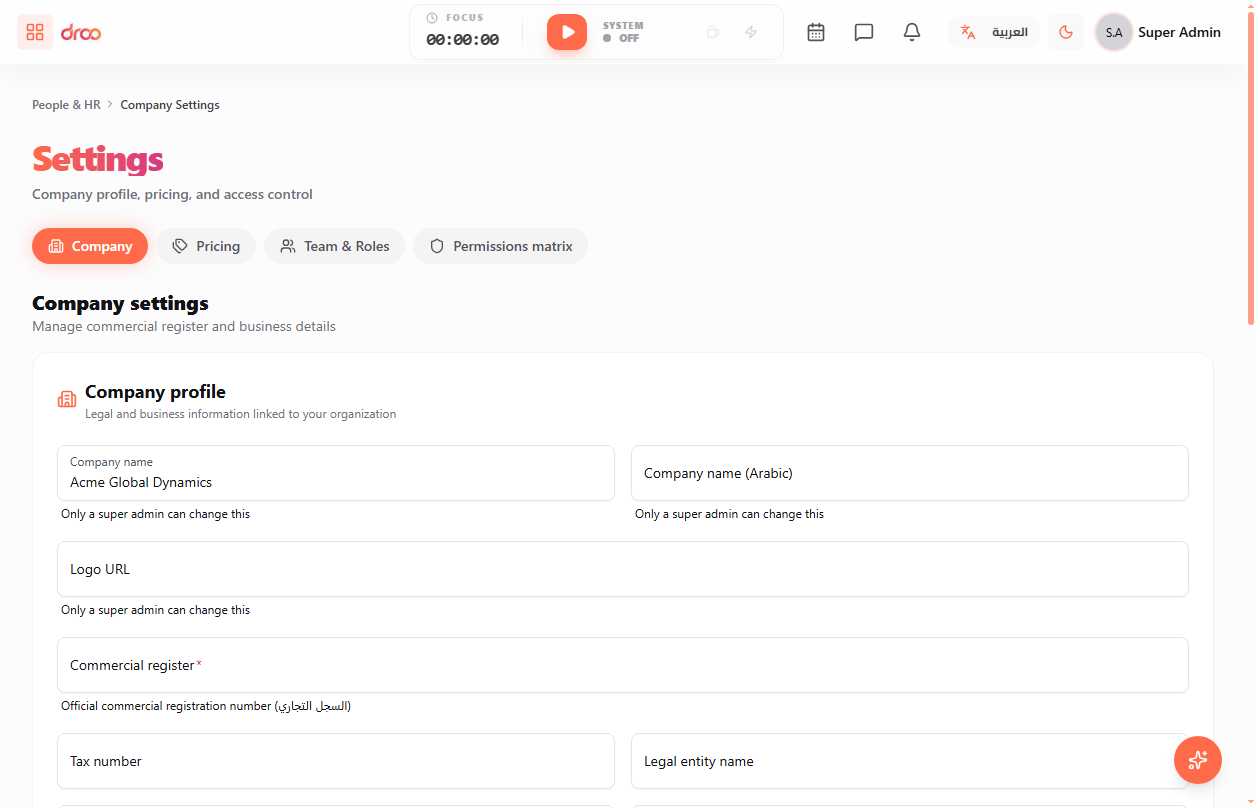 droo
FOCUS
00:00:00
SYSTEM
OFF
العربية
S.A
Super Admin
People & HR > Company Settings
Settings
Company profile, pricing, and access control
Company
Pricing
Team & Roles
Permissions matrix
Company settings
Manage commercial register and business details
Company profile
Legal and business information linked to your organization
Company name
Acme Global Dynamics
Company name (Arabic)
Only a super admin can change this
Only a super admin can change this
Logo URL
Only a super admin can change this
Commercial register*
Official commercial registration number (السجل التجاري)
Tax number
Legal entity name